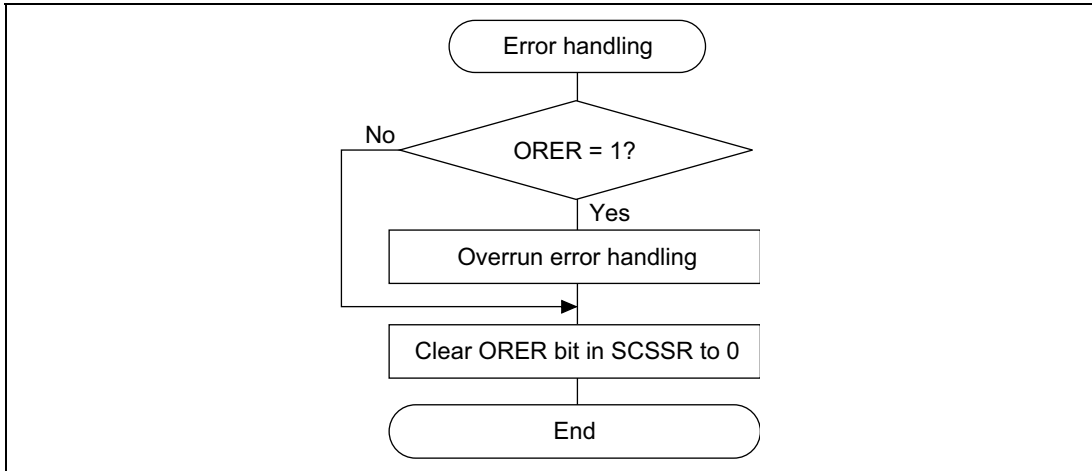 Error handling
No
ORER = 1?
Yes
Overrun error handling
Clear ORER bit in SCSSR to 0
End